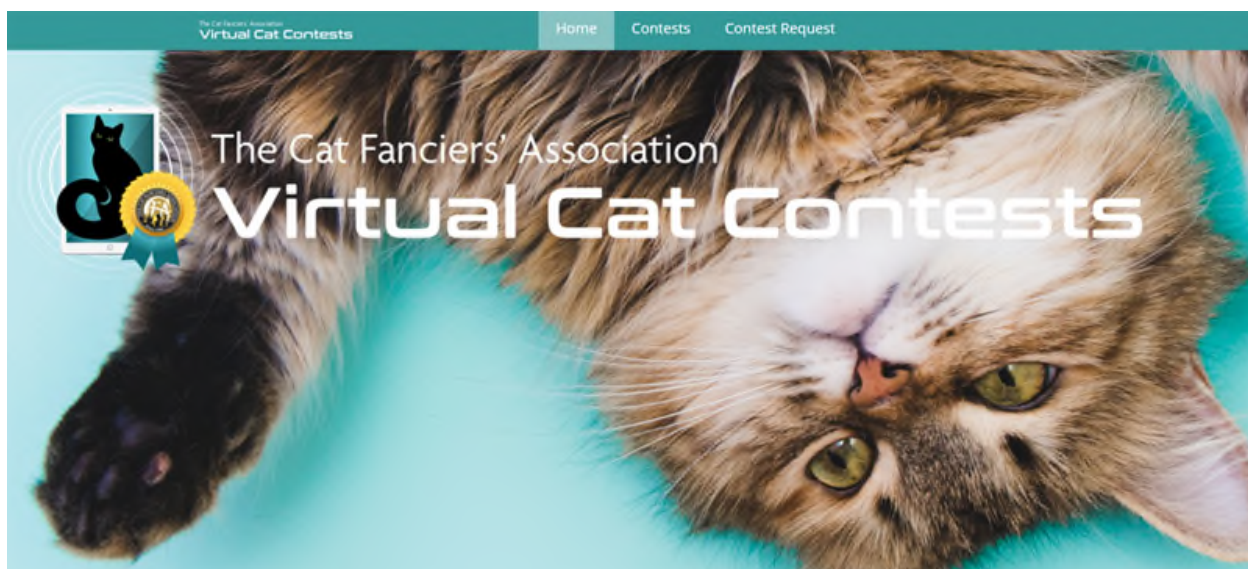 The Cat Fanciers' Association
Virtual Cat Contests
Home Contests Contest Request
The Cat Fanciers' Association
Virtual Cat Contests